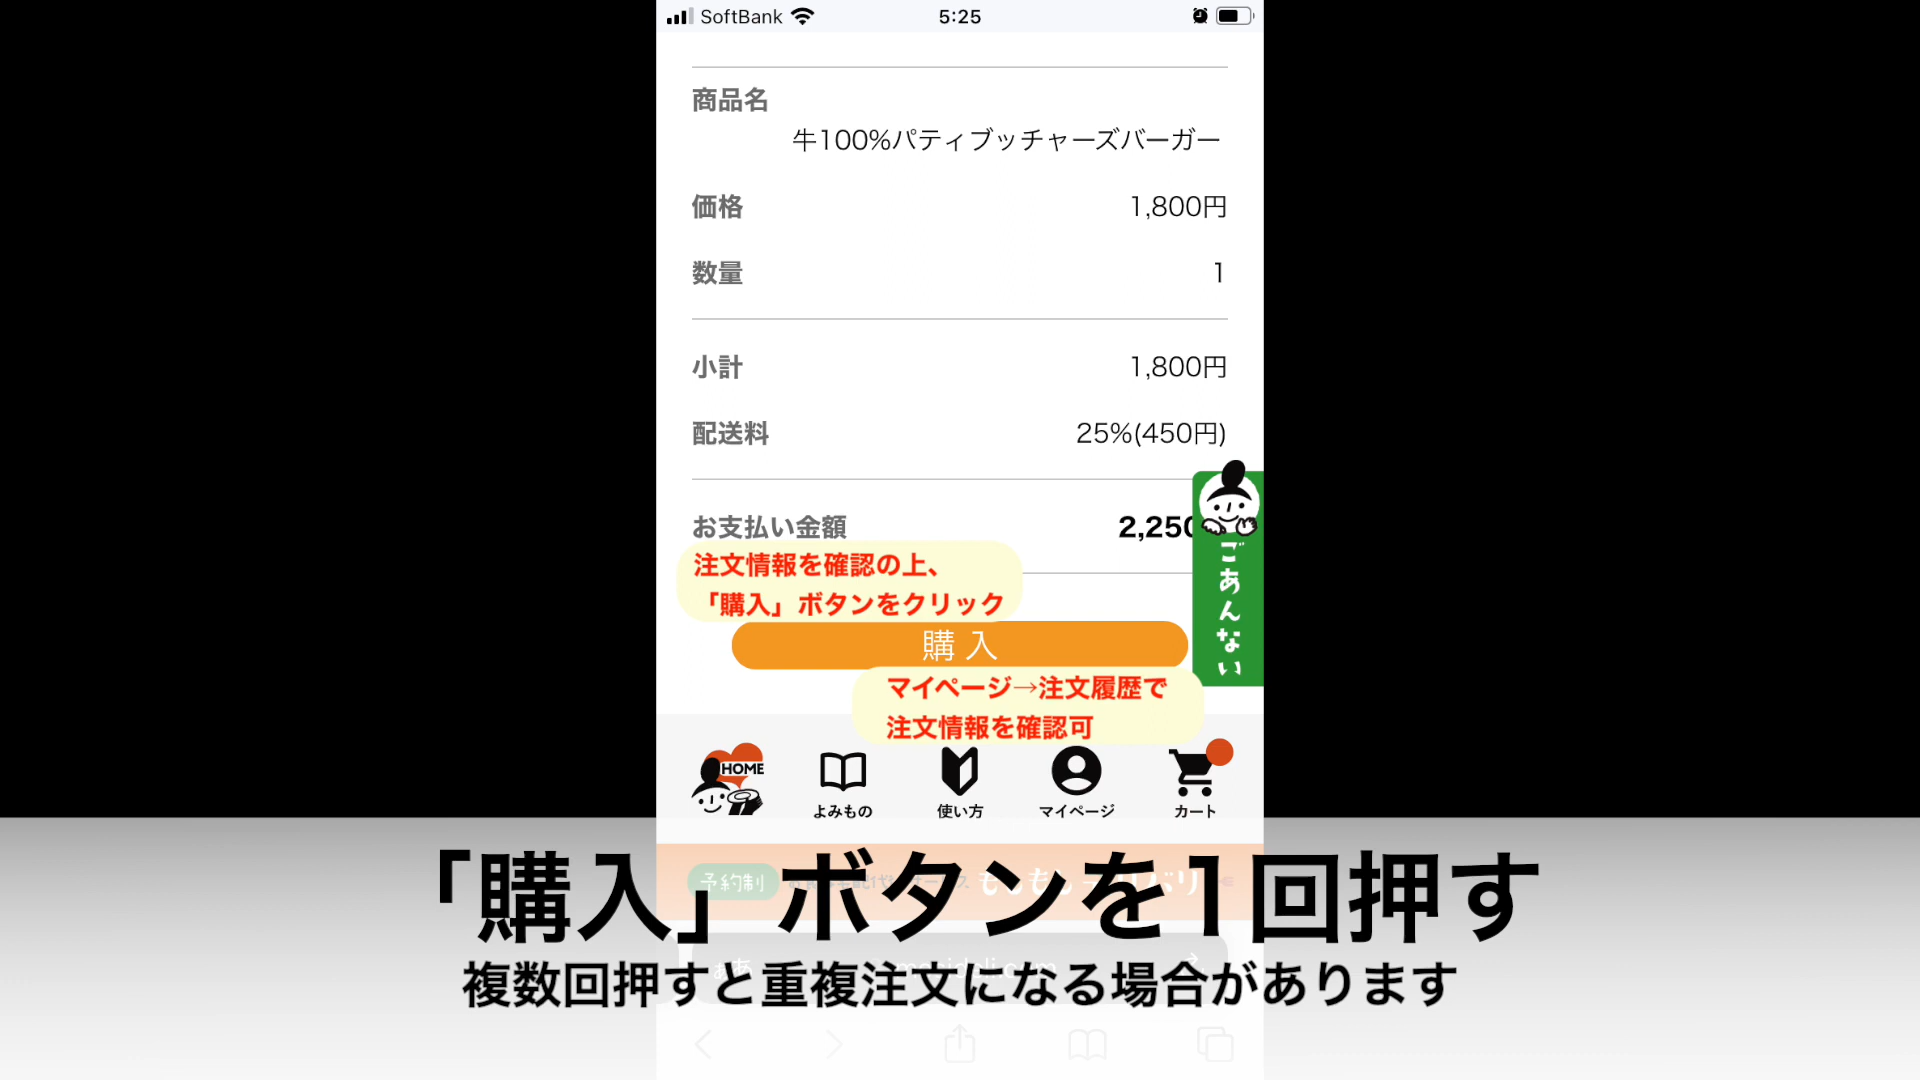 SoftBank 5:25
商品名
牛100%パティブッチャーズバーガー
価格 1,800円
数量 1
小計 1,800円
配送料 25%(450円)
お支払い金額 2,250
注文情報を確認の上、
「購入」ボタンをクリック
購入
ごあんない
マイページ→注文履歴で
注文情報を確認可
HOME
よみもの 使い方 マイページ カート
予約制
「購入」ボタンを1回押す
複数回押すと重複注文になる場合があります